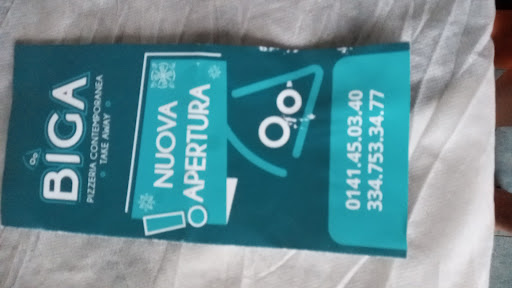 BIGA
PIZZERIA CONTEMPORANEA
TAKE AWAY
NUOVA
APERTURA
0141.45.03.40
334.753.34.77